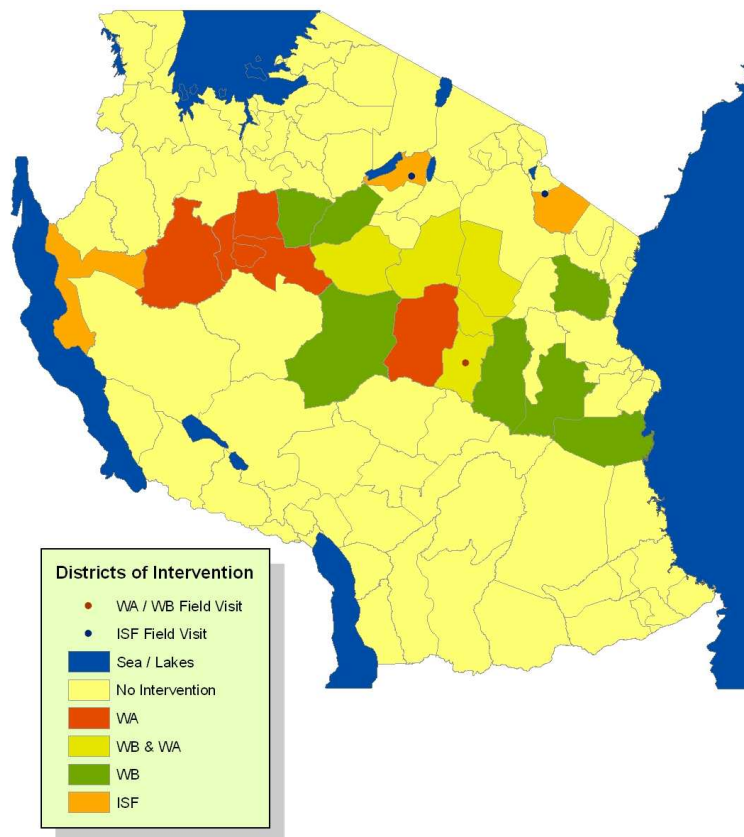 Districts of Intervention
WA / WB Field Visit
ISF Field Visit
Sea / Lakes
No Intervention
WA
WB & WA
WB
ISF